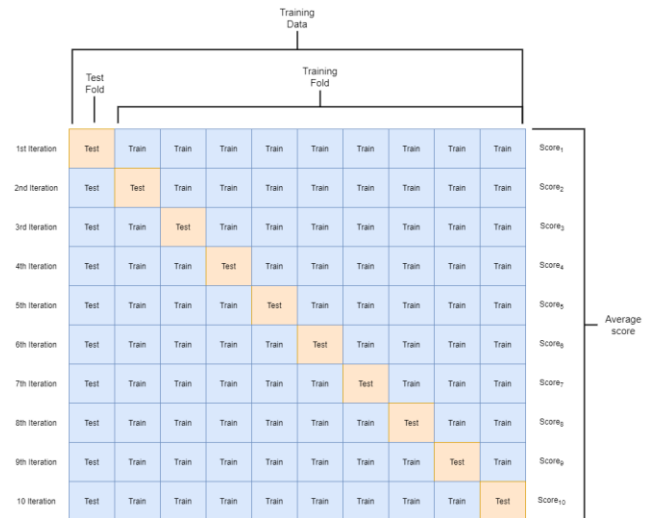 Training
Data
Test
Fold
Training
Fold
1st Iteration Test Train Train Train Train Train Train Train Train Train Score₁
2nd Iteration Test Test Train Train Train Train Train Train Train Train Score₂
3rd Iteration Test Train Test Train Train Train Train Train Train Train Score₃
4th Iteration Test Train Train Test Train Train Train Train Train Train Score₄
5th Iteration Test Train Train Train Test Train Train Train Train Train Score₅
6th Iteration Test Train Train Train Train Test Train Train Train Train Score₆
7th Iteration Test Train Train Train Train Train Test Train Train Train Score₇
8th Iteration Test Train Train Train Train Train Train Test Train Train Score₈
9th Iteration Test Train Train Train Train Train Train Train Test Train Score₉
10 Iteration Test Train Train Train Train Train Train Train Train Test Score₁₀
Average
score